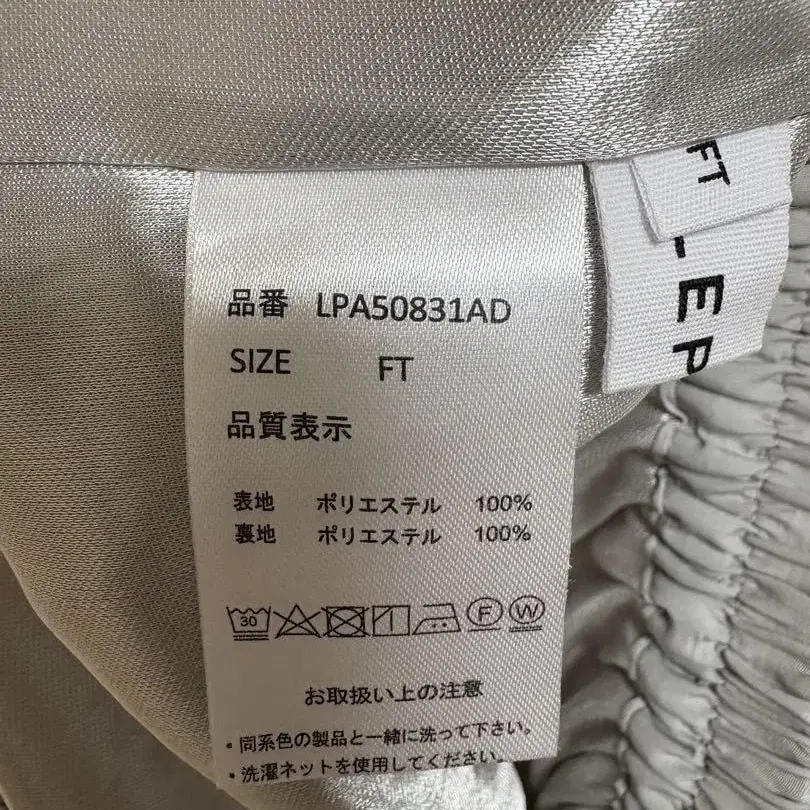 品番 LPA50831AD
SIZE FT
品質表示
表地 ポリエステル 100%
裏地 ポリエステル 100%
30 F W
お取扱い上の注意
・同系色の製品と一緒に洗って下さい。
・洗濯ネットを使用してください。
FT
LEP